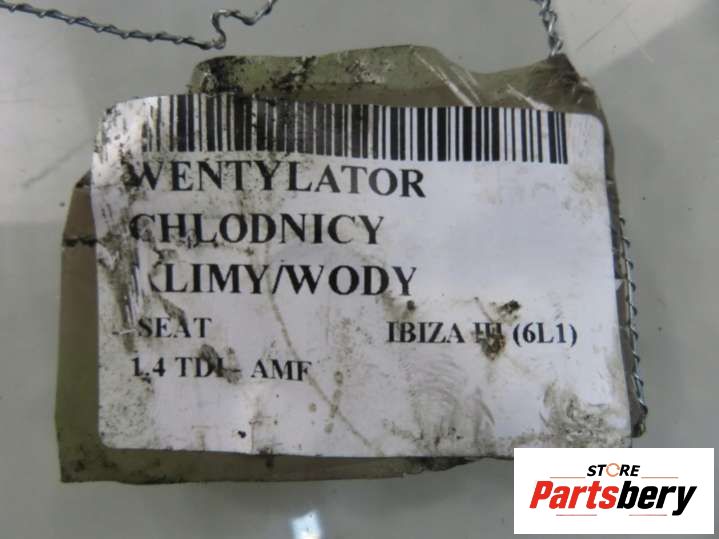 WENTYLATOR
CHLODNICY
KLIMY/WODY
SEAT IBIZA III (6L1)
1.4 TDI - AMF
STORE
Partsbery